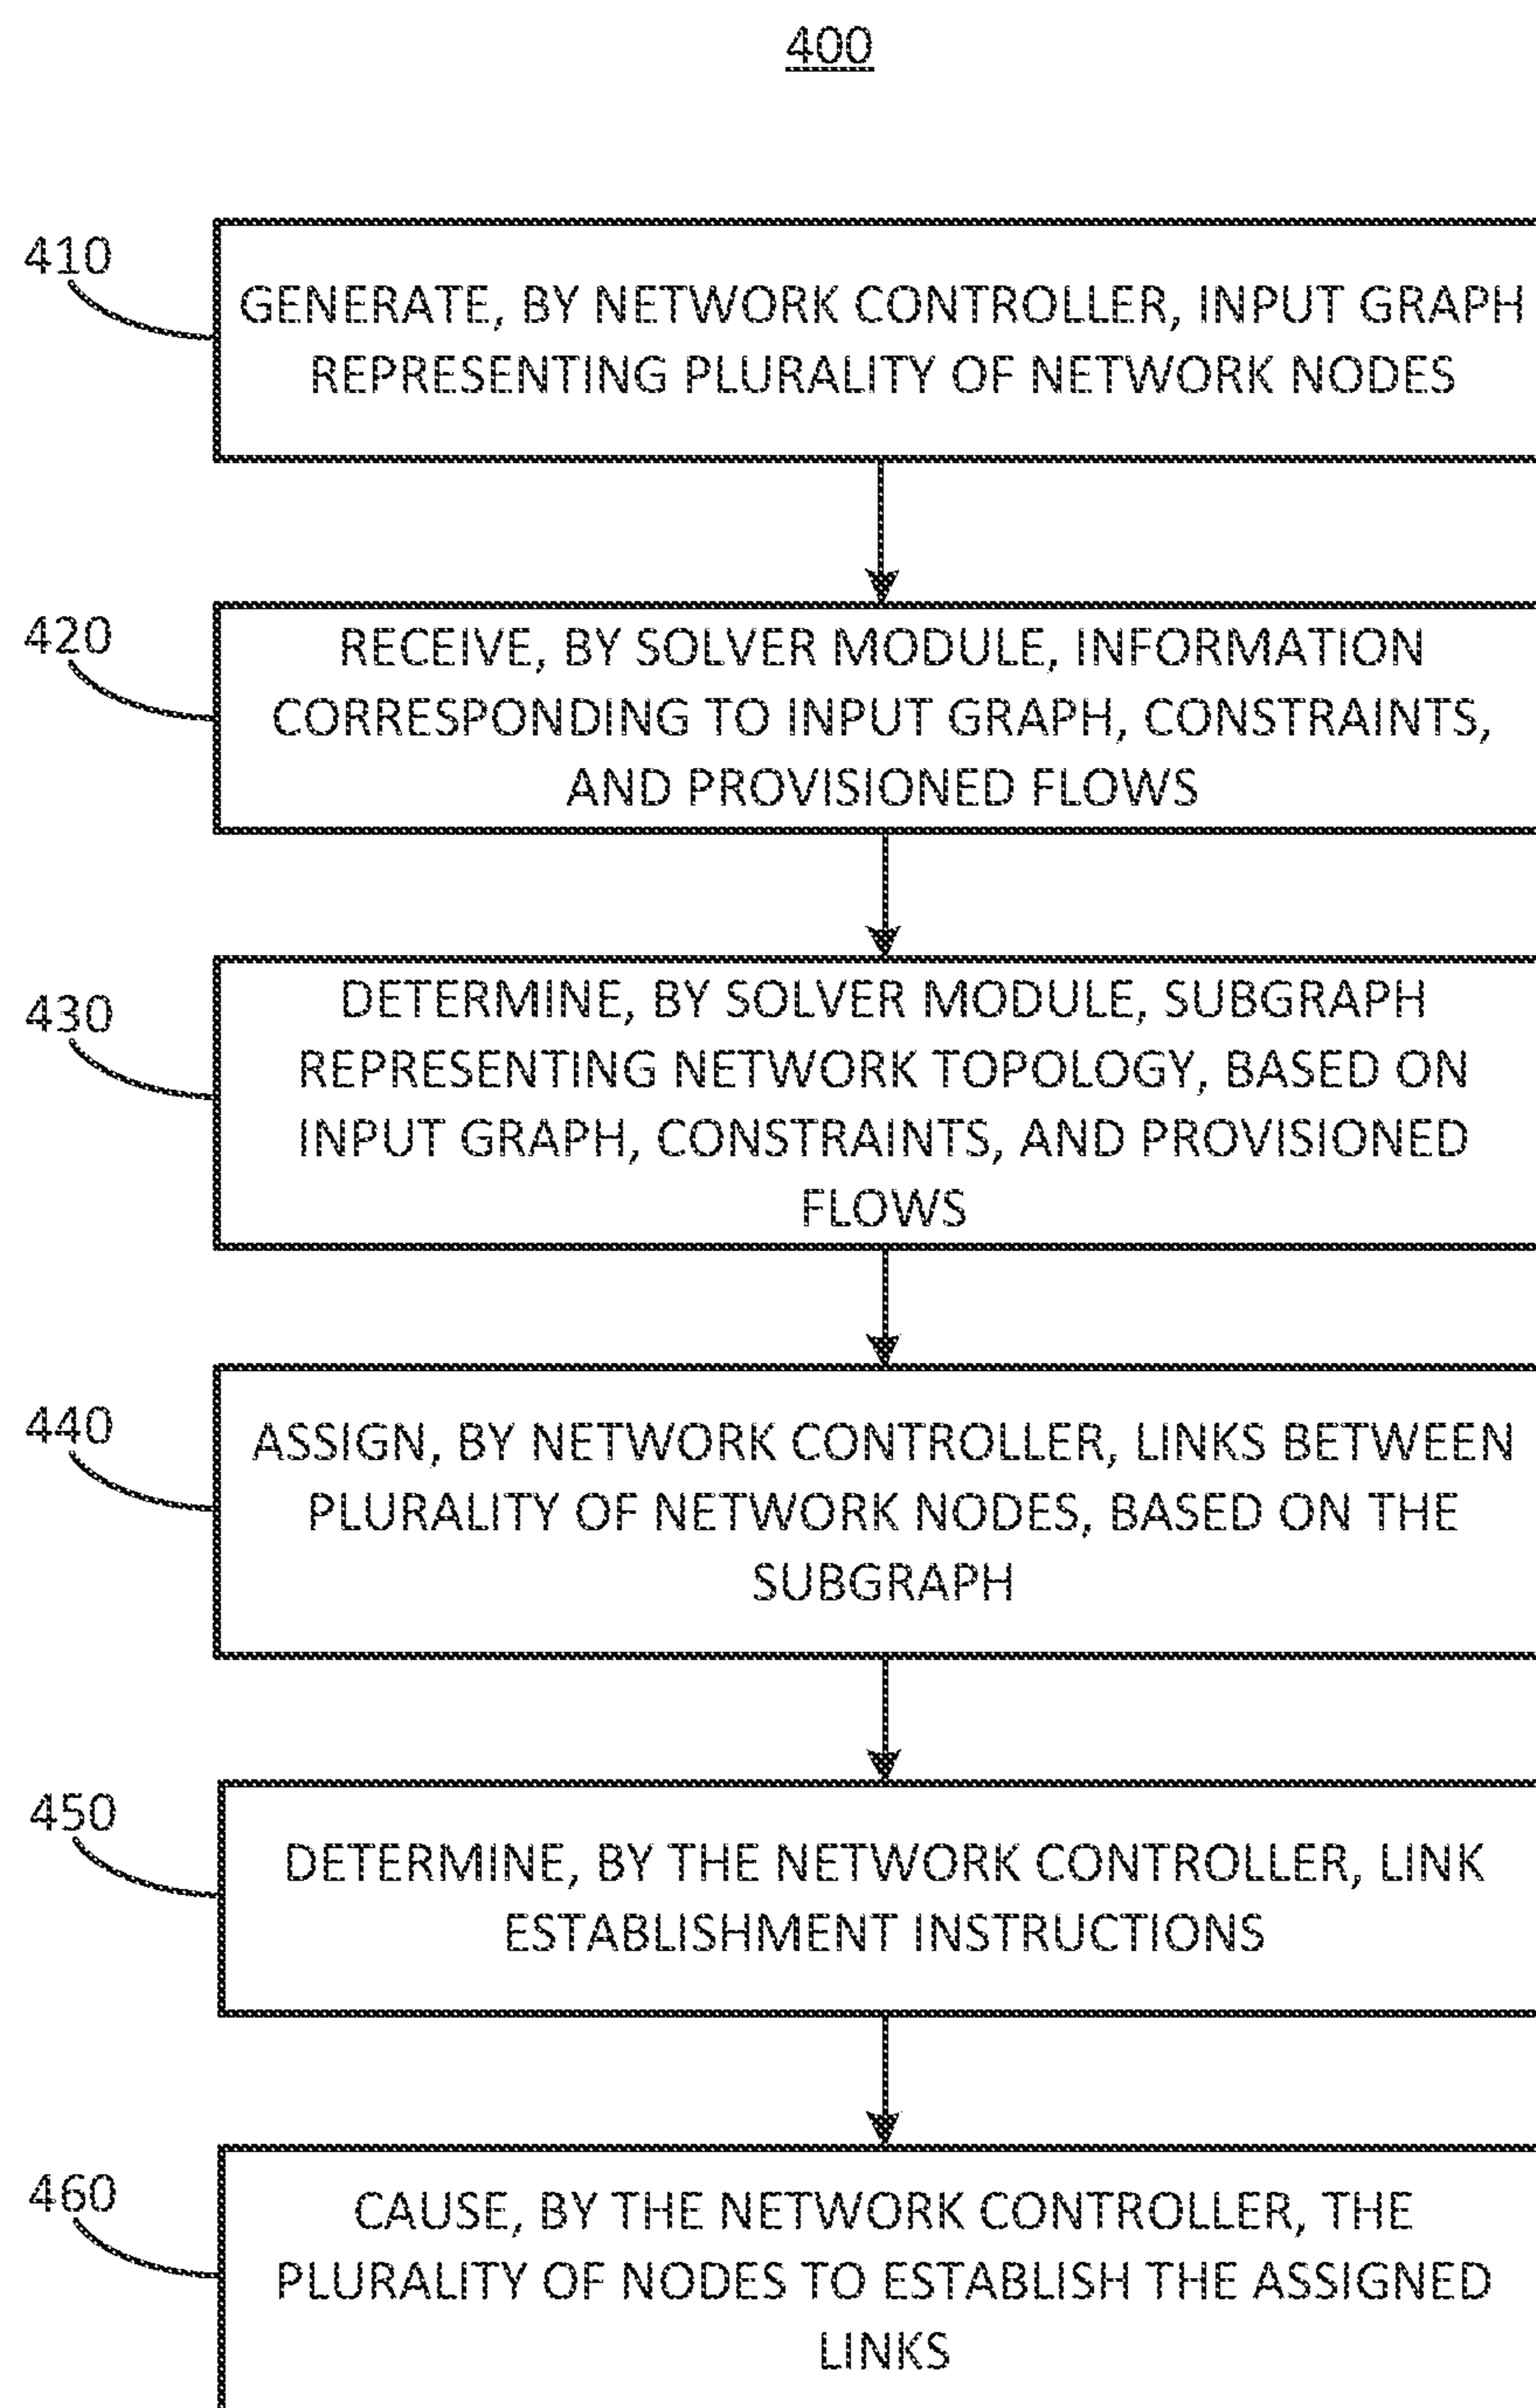 400
410
GENERATE, BY NETWORK CONTROLLER, INPUT GRAPH
REPRESENTING PLURALITY OF NETWORK NODES
420
RECEIVE, BY SOLVER MODULE, INFORMATION
CORRESPONDING TO INPUT GRAPH, CONSTRAINTS,
AND PROVISIONED FLOWS
430
DETERMINE, BY SOLVER MODULE, SUBGRAPH
REPRESENTING NETWORK TOPOLOGY, BASED ON
INPUT GRAPH, CONSTRAINTS, AND PROVISIONED
FLOWS
440
ASSIGN, BY NETWORK CONTROLLER, LINKS BETWEEN
PLURALITY OF NETWORK NODES, BASED ON THE
SUBGRAPH
450
DETERMINE, BY THE NETWORK CONTROLLER, LINK
ESTABLISHMENT INSTRUCTIONS
460
CAUSE, BY THE NETWORK CONTROLLER, THE
PLURALITY OF NODES TO ESTABLISH THE ASSIGNED
LINKS